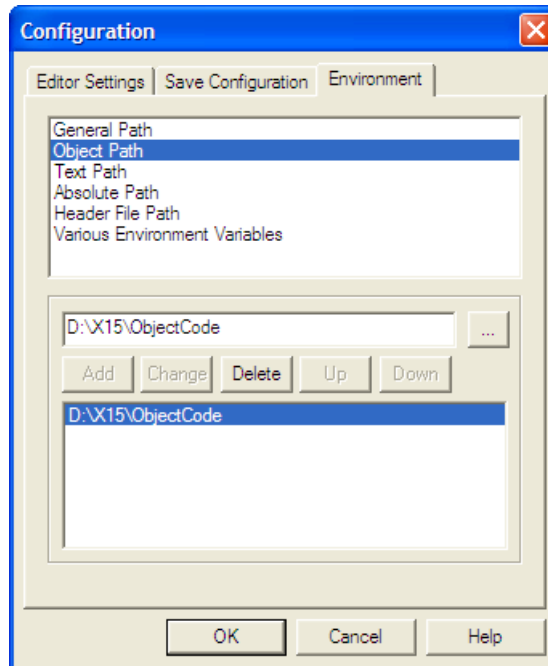 Configuration
Editor Settings Save Configuration Environment
General Path
Object Path
Text Path
Absolute Path
Header File Path
Various Environment Variables
D:\X15\ObjectCode ...
Add Change Delete Up Down
D:\X15\ObjectCode
OK Cancel Help